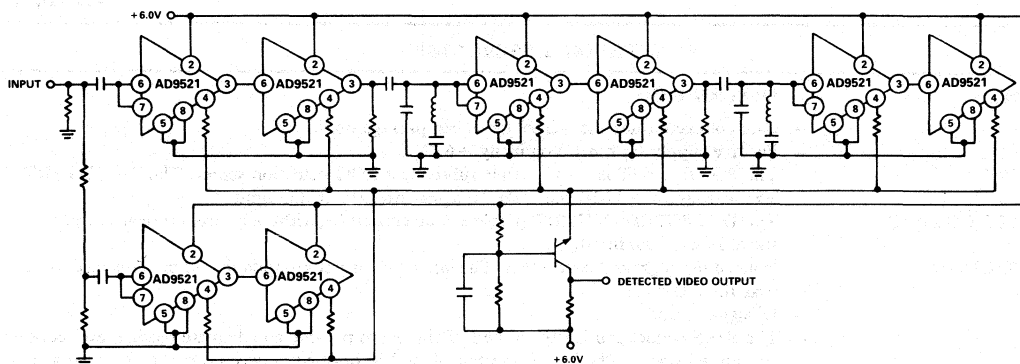 +6.0V
2 2 2 2 2 2
INPUT
6 AD9521 3 6 AD9521 3 6 AD9521 3 6 AD9521 3 6 AD9521 3 6 AD9521
7 5 8 4 5 8 4 7 5 8 4 5 8 4 7 5 8 4 5 8 4
2 2
6 AD9521 3 6 AD9521
7 5 8 4 5 8 4
DETECTED VIDEO OUTPUT
+6.0V